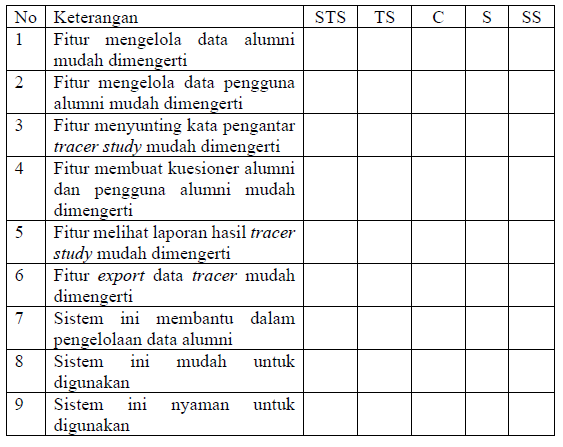 No Keterangan STS TS C S SS
1 Fitur mengelola data alumni
mudah dimengerti
2 Fitur mengelola data pengguna
alumni mudah dimengerti
3 Fitur menyunting kata pengantar
tracer study mudah dimengerti
4 Fitur membuat kuesioner alumni
dan pengguna alumni mudah
dimengerti
5 Fitur melihat laporan hasil tracer
study mudah dimengerti
6 Fitur export data tracer mudah
dimengerti
7 Sistem ini membantu dalam
pengelolaan data alumni
8 Sistem ini mudah untuk
digunakan
9 Sistem ini nyaman untuk
digunakan